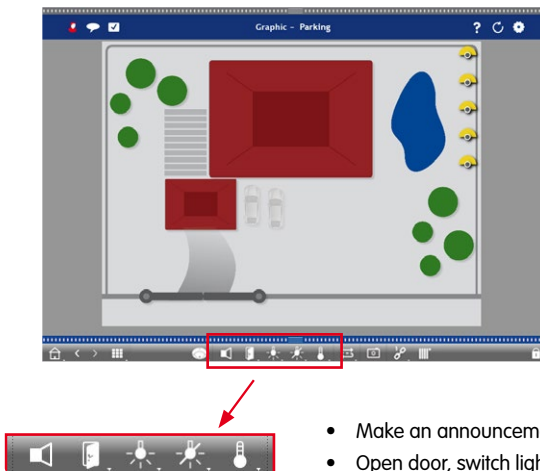 Graphic - Parking
?
• Make an announcem
• Open door, switch ligh